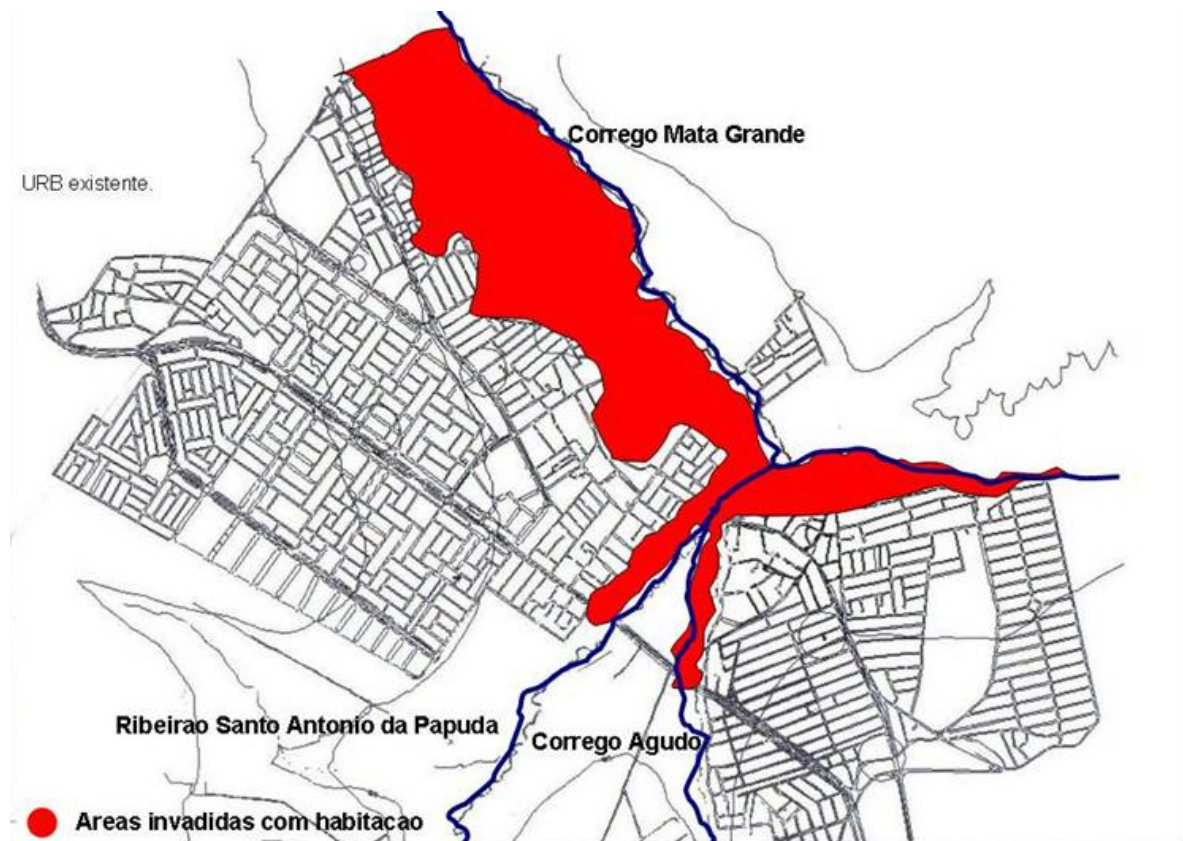 Corrego Mata Grande
URB existente.
Ribeirao Santo Antonio da Papuda
Corrego Agudo
Areas invadidas com habitacao